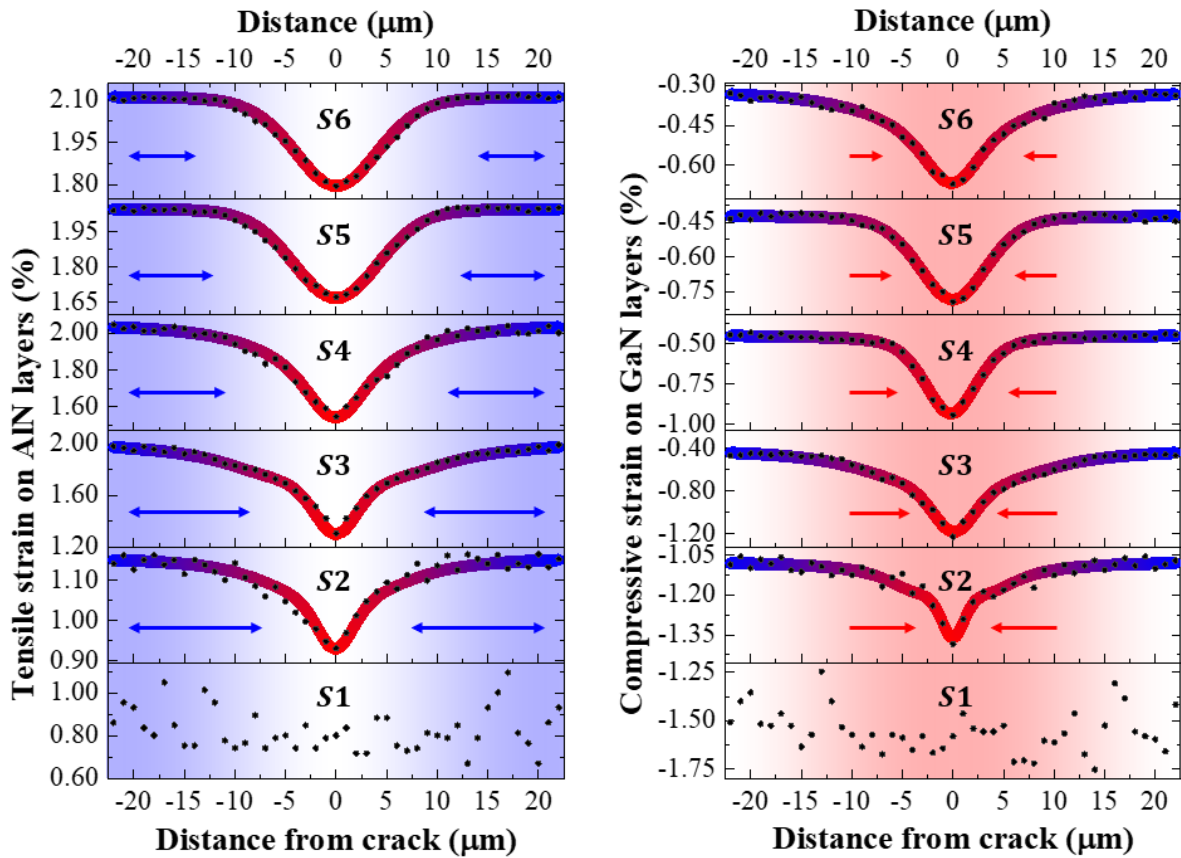 Distance (μm)
-20 -15 -10 -5 0 5 10 15 20
Tensile strain on AlN layers (%)
2.10
1.95
1.80
S6
1.95
1.80
1.65
S5
2.00
1.80
1.60
S4
2.00
1.60
1.20
S3
1.10
1.00
0.90
S2
1.00
0.80
0.60
S1
-20 -15 -10 -5 0 5 10 15 20
Distance from crack (μm)
Distance (μm)
-20 -15 -10 -5 0 5 10 15 20
Compressive strain on GaN layers (%)
-0.30
-0.45
-0.60
S6
-0.45
-0.60
-0.75
S5
-0.50
-0.75
-1.00
S4
-0.40
-0.80
-1.20
S3
-1.05
-1.20
-1.35
S2
-1.25
-1.50
-1.75
S1
-20 -15 -10 -5 0 5 10 15 20
Distance from crack (μm)